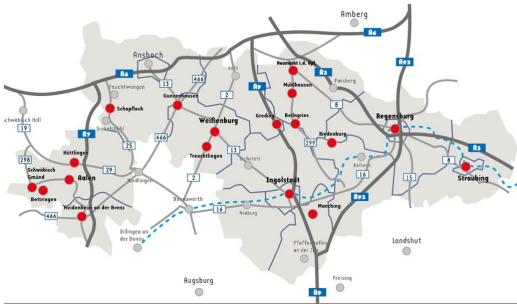 Amberg
A6
A93
Ansbach
Neumarkt i.d. Opf.
A6
A3
Feuchtwangen
13
466
Roth
Parsberg
Mühlhausen
Gunzenhausen
A9
Schopfloch
2
8
Regensburg
Schwäbisch Hall
19
A7
Dinkelsbühl
Weißenburg
Greding
Beilngries
466
Riedenburg
25
299
A3
Hüttlingen
Treuchtlingen
13
298
Eichstätt
Kelheim
8
Schwäbisch
Gmünd
Aalen
29
Nördlingen
2
16
15
Straubing
Ingolstadt
Bettringen
Donauwörth
A93
Heidenheim an der Brenz
16
Neuburg
Manching
466
Dillingen an
der Donau
Landshut
Pfaffenhofen
an der Ilm
Augsburg
Freising
A9